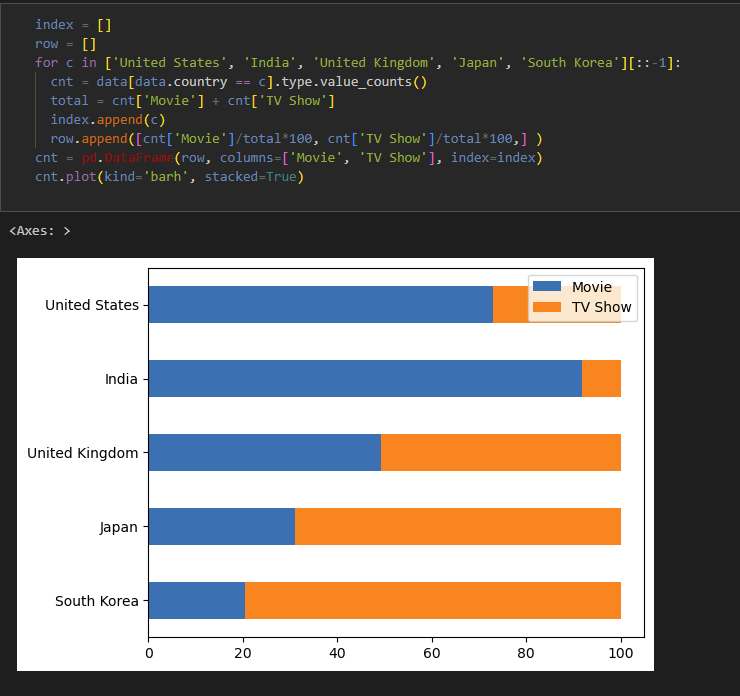 index = []
row = []
for c in ['United States', 'India', 'United Kingdom', 'Japan', 'South Korea'][::-1]:
cnt = data[data.country == c].type.value_counts()
total = cnt['Movie'] + cnt['TV Show']
index.append(c)
row.append([cnt['Movie']/total*100, cnt['TV Show']/total*100,] )
cnt = pd.DataFrame(row, columns=['Movie', 'TV Show'], index=index)
cnt.plot(kind='barh', stacked=True)
<Axes: >
Movie
TV Show
United States
India
United Kingdom
Japan
South Korea
0 20 40 60 80 100